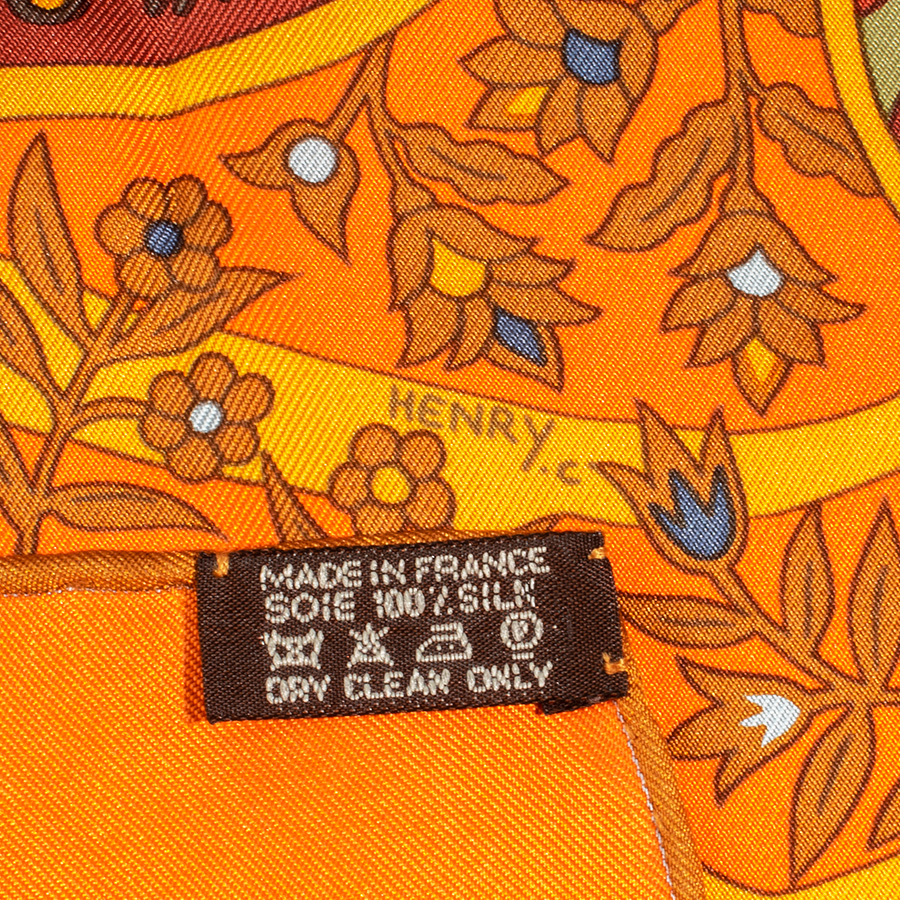 HENRY.c
MADE IN FRANCE
SOIE 100% SILK
DRY CLEAN ONLY